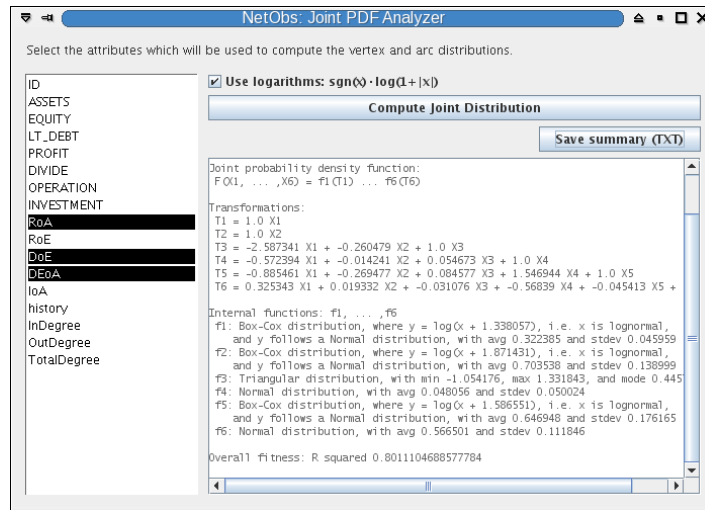 NetObs: Joint PDF Analyzer
Select the attributes which will be used to compute the vertex and arc distributions.
ID
ASSETS
EQUITY
LT_DEBT
PROFIT
DIVIDE
OPERATION
INVESTMENT
RoA
RoE
DoE
DEoA
IoA
history
InDegree
OutDegree
TotalDegree
Use logarithms: sgn(x)·log(1+|x|)
Compute Joint Distribution
Save summary (TXT)
Joint probability density function:
F(X1, ... ,X6) = f1(T1) ... f6(T6)
Transformations:
T1 = 1.0 X1
T2 = 1.0 X2
T3 = -2.587341 X1 + -0.260479 X2 + 1.0 X3
T4 = -0.572394 X1 + -0.014241 X2 + 0.054673 X3 + 1.0 X4
T5 = -0.885461 X1 + -0.269477 X2 + 0.084577 X3 + 1.546944 X4 + 1.0 X5
T6 = 0.325343 X1 + 0.019332 X2 + -0.031076 X3 + -0.56839 X4 + -0.045413 X5 +
Internal functions: f1, ... ,f6
f1: Box-Cox distribution, where y = log(x + 1.338057), i.e. x is lognormal,
and y follows a Normal distribution, with avg 0.322385 and stdev 0.045959
f2: Box-Cox distribution, where y = log(x + 1.871431), i.e. x is lognormal,
and y follows a Normal distribution, with avg 0.703538 and stdev 0.138999
f3: Triangular distribution, with min -1.054176, max 1.331843, and mode 0.445
f4: Normal distribution, with avg 0.048056 and stdev 0.050024
f5: Box-Cox distribution, where y = log(x + 1.586551), i.e. x is lognormal,
and y follows a Normal distribution, with avg 0.646948 and stdev 0.176165
f6: Normal distribution, with avg 0.566501 and stdev 0.111846
Overall fitness: R squared 0.8011104688577784